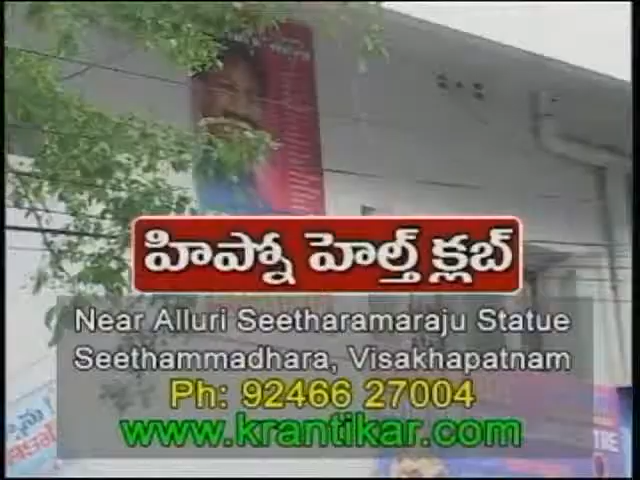 హిప్నో హెల్త్ క్లబ్
Near Alluri Seetharamaraju Statue
Seethammadhara, Visakhapatnam
Ph: 92466 27004
www.krantikar.com